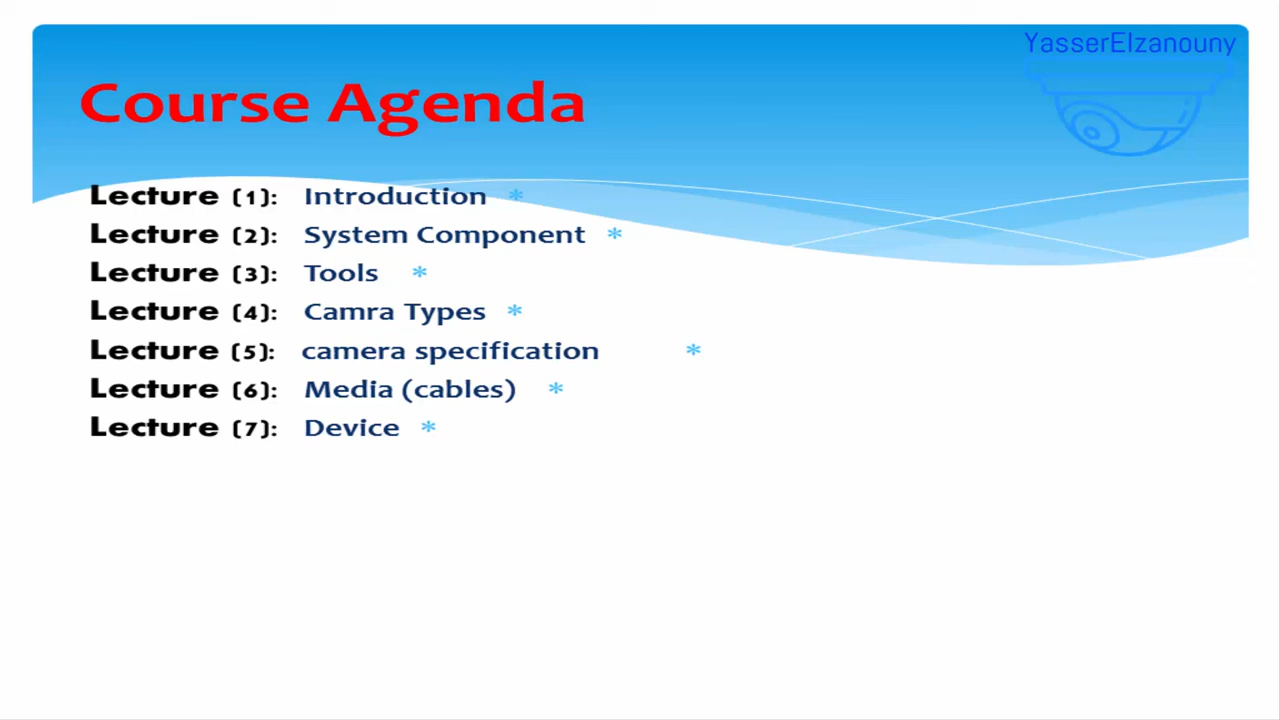 YasserElzanouny
Course Agenda
Lecture (1): Introduction *
Lecture (2): System Component *
Lecture (3): Tools *
Lecture (4): Camra Types *
Lecture (5): camera specification *
Lecture (6): Media (cables) *
Lecture (7): Device *